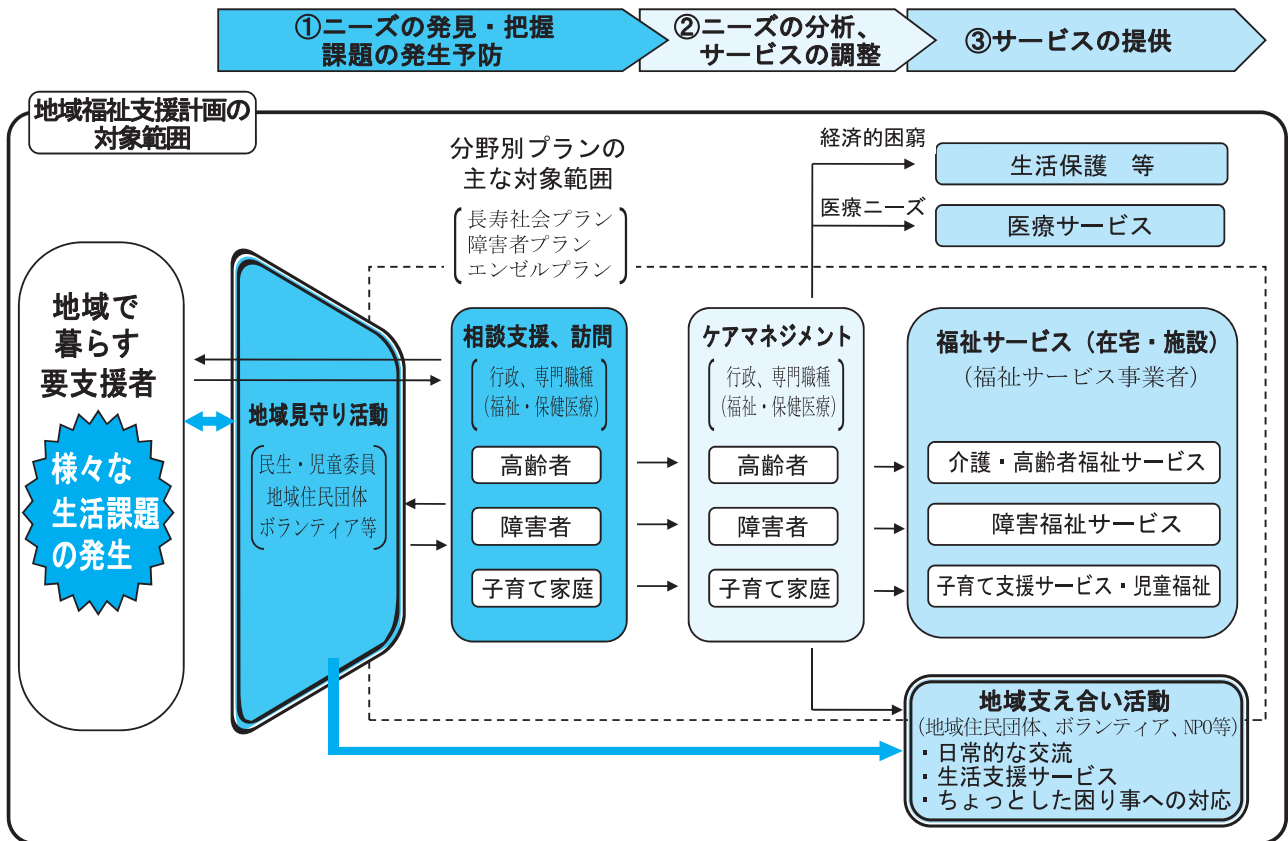 ①ニーズの発見・把握
課題の発生予防
②ニーズの分析、
サービスの調整
③サービスの提供
地域福祉支援計画の
対象範囲
分野別プランの
主な対象範囲
長寿社会プラン
障害者プラン
エンゼルプラン
経済的困窮
生活保護 等
医療ニーズ
医療サービス
地域で
暮らす
要支援者
様々な
生活課題
の発生
地域見守り活動
民生・児童委員
地域住民団体
ボランティア等
相談支援、訪問
行政、専門職種
(福祉・保健医療)
高齢者
障害者
子育て家庭
ケアマネジメント
行政、専門職種
(福祉・保健医療)
高齢者
障害者
子育て家庭
福祉サービス（在宅・施設）
（福祉サービス事業者）
介護・高齢者福祉サービス
障害福祉サービス
子育て支援サービス・児童福祉
地域支え合い活動
(地域住民団体、ボランティア、NPO等)
・日常的な交流
・生活支援サービス
・ちょっとした困り事への対応